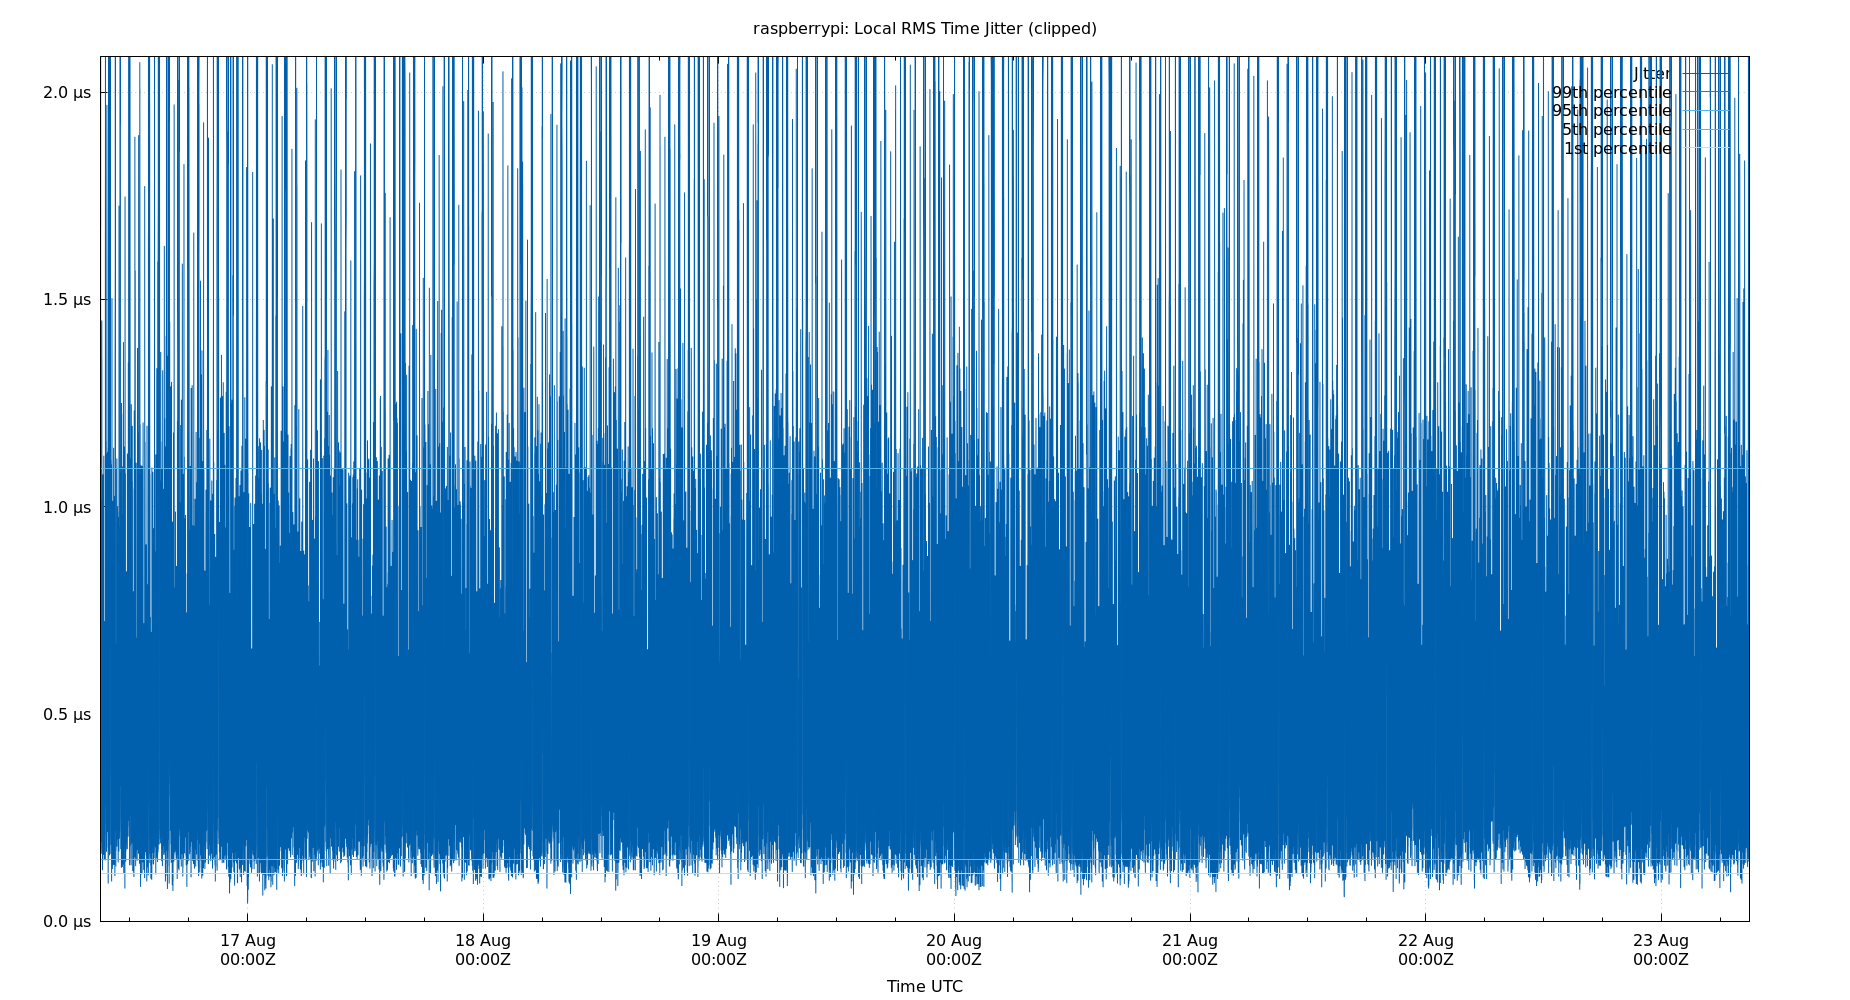 raspberrypi: Local RMS Time Jitter (clipped)
Jitter
99th percentile
95th percentile
5th percentile
1st percentile
2.0 µs
1.5 µs
1.0 µs
0.5 µs
0.0 µs
17 Aug 18 Aug 19 Aug 20 Aug 21 Aug 22 Aug 23 Aug
00:00Z 00:00Z 00:00Z 00:00Z 00:00Z 00:00Z 00:00Z
Time UTC